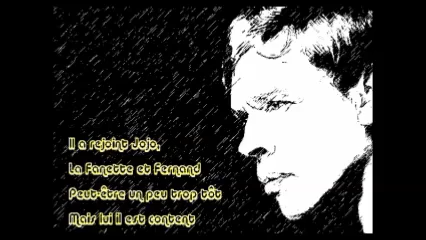 Il a rejoint Jojo,
La Fanette et Fernand
Peut-être un peu trop tôt
Mais lui il est content